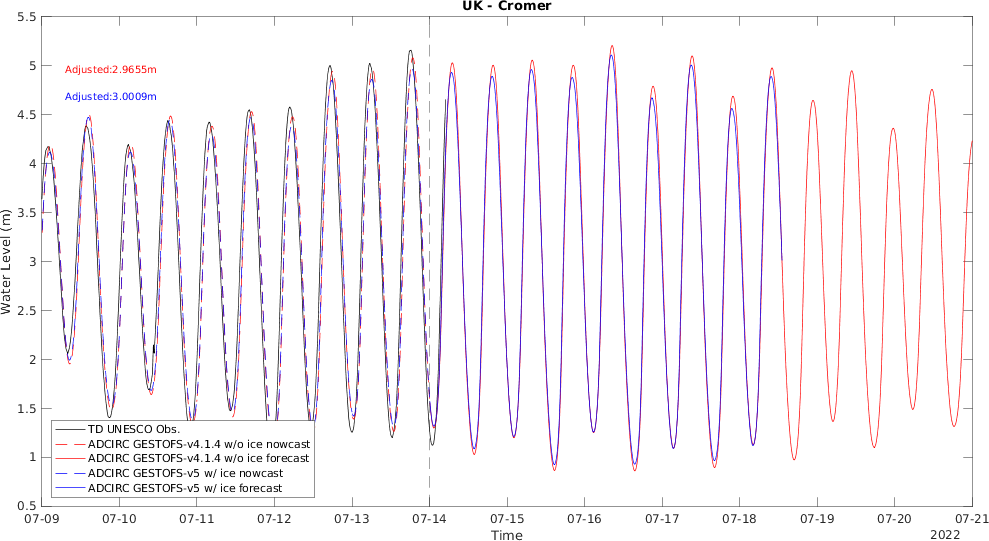 UK - Cromer
5.5
5
4.5
4
3.5
3
2.5
2
1.5
1
0.5
Water Level (m)
Adjusted:2.9655m
Adjusted:3.0009m
TD UNESCO Obs.
ADCIRC GESTOFS-v4.1.4 w/o ice nowcast
ADCIRC GESTOFS-v4.1.4 w/o ice forecast
ADCIRC GESTOFS-v5 w/ ice nowcast
ADCIRC GESTOFS-v5 w/ ice forecast
07-09 07-10 07-11 07-12 07-13 07-14 07-15 07-16 07-17 07-18 07-19 07-20 07-21
Time
2022